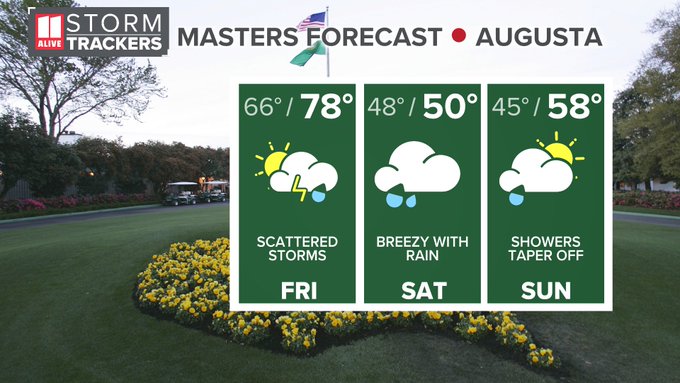 11
ALIVE
STORM
TRACKERS
MASTERS FORECAST • AUGUSTA
66° / 78°
SCATTERED
STORMS
FRI
48° / 50°
BREEZY WITH
RAIN
SAT
45° / 58°
SHOWERS
TAPER OFF
SUN